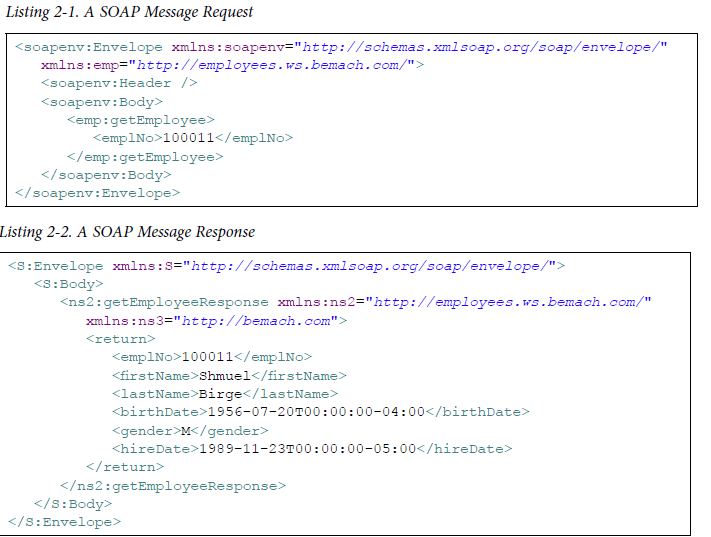 Listing 2-1. A SOAP Message Request
<soapenv:Envelope xmlns:soapenv="http://schemas.xmlsoap.org/soap/envelope/"
xmlns:emp="http://employees.ws.bemach.com/">
<soapenv:Header />
<soapenv:Body>
<emp:getEmployee>
<emplNo>100011</emplNo>
</emp:getEmployee>
</soapenv:Body>
</soapenv:Envelope>
Listing 2-2. A SOAP Message Response
<S:Envelope xmlns:S="http://schemas.xmlsoap.org/soap/envelope/">
<S:Body>
<ns2:getEmployeeResponse xmlns:ns2="http://employees.ws.bemach.com/"
xmlns:ns3="http://bemach.com">
<return>
<emplNo>100011</emplNo>
<firstName>Shmuel</firstName>
<lastName>Birge</lastName>
<birthDate>1956-07-20T00:00:00-04:00</birthDate>
<gender>M</gender>
<hireDate>1989-11-23T00:00:00-05:00</hireDate>
</return>
</ns2:getEmployeeResponse>
</S:Body>
</S:Envelope>